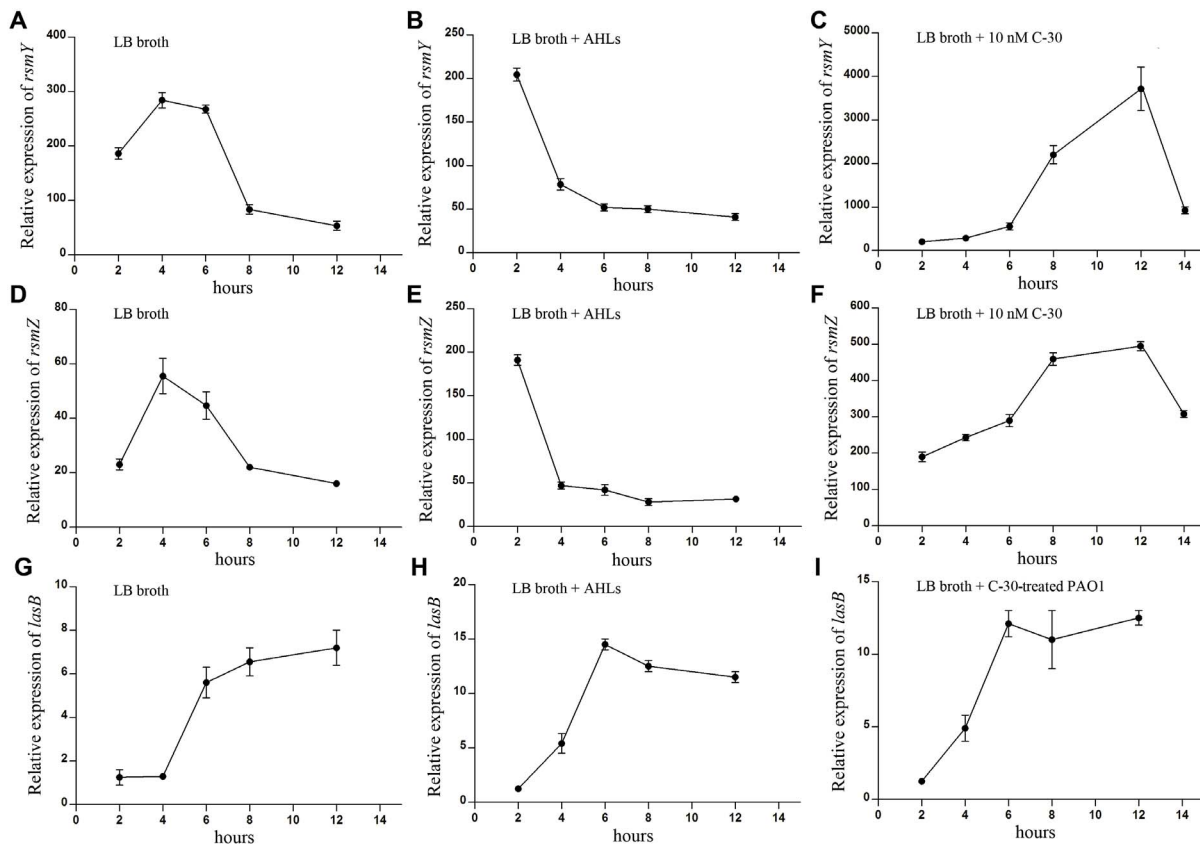 A
LB broth
Relative expression of rsmY
400
300
200
100
0
0 2 4 6 8 10 12 14
hours
B
LB broth + AHLs
Relative expression of rsmY
250
200
150
100
50
0
0 2 4 6 8 10 12 14
hours
C
LB broth + 10 nM C-30
Relative expression of rsmY
5000
4000
3000
2000
1000
0
0 2 4 6 8 10 12 14
hours
D
LB broth
Relative expression of rsmZ
80
60
40
20
0
0 2 4 6 8 10 12 14
hours
E
LB broth + AHLs
Relative expression of rsmZ
250
200
150
100
50
0
0 2 4 6 8 10 12 14
hours
F
LB broth + 10 nM C-30
Relative expression of rsmZ
600
500
400
300
200
100
0
0 2 4 6 8 10 12 14
hours
G
LB broth
Relative expression of lasB
10
8
6
4
2
0
0 2 4 6 8 10 12 14
hours
H
LB broth + AHLs
Relative expression of lasB
20
15
10
5
0
0 2 4 6 8 10 12 14
hours
I
LB broth + C-30-treated PAO1
Relative expression of lasB
15
10
5
0
0 2 4 6 8 10 12 14
hours